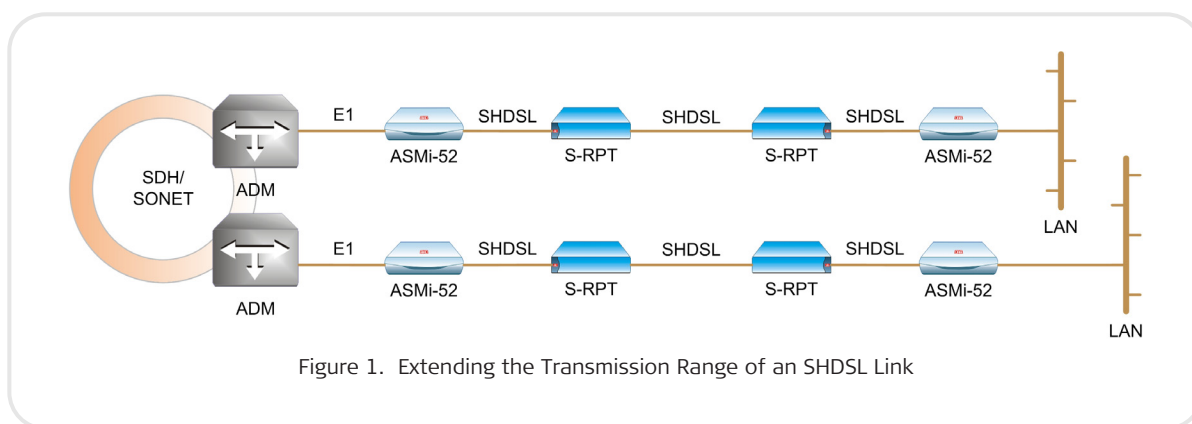 E1
SHDSL
SHDSL
SHDSL
ASMi-52
S-RPT
S-RPT
ASMi-52
SDH/
SONET
ADM
LAN
E1
SHDSL
SHDSL
SHDSL
ASMi-52
S-RPT
S-RPT
ASMi-52
ADM
LAN
Figure 1. Extending the Transmission Range of an SHDSL Link